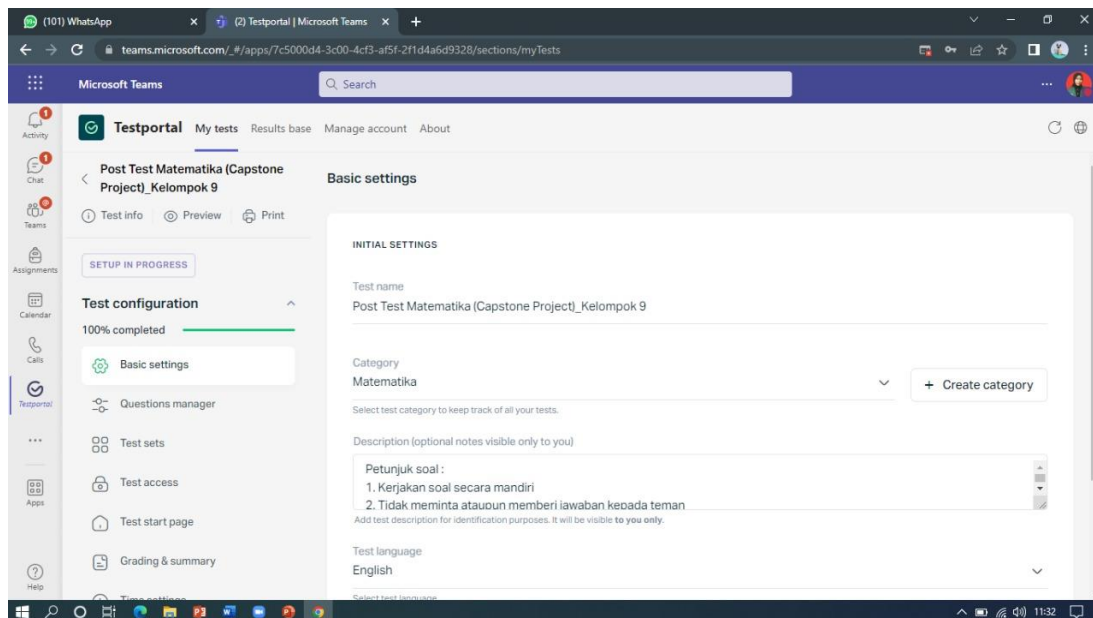 (101) WhatsApp
(2) Testportal | Microsoft Teams
teams.microsoft.com/_#/apps/7c5000d4-3c00-4cf3-af5f-2f1d4a6d9328/sections/myTests
Microsoft Teams
Search
Activity
Chat
Teams
Assignments
Calendar
Calls
Testportal
Apps
Help
Testportal My tests Results base Manage account About
Post Test Matematika (Capstone
Project)_Kelompok 9
Test info Preview Print
SETUP IN PROGRESS
Test configuration
100% completed
Basic settings
Questions manager
Test sets
Test access
Test start page
Grading & summary
Time settings
Basic settings
INITIAL SETTINGS
Test name
Post Test Matematika (Capstone Project)_Kelompok 9
Category
Matematika
+ Create category
Select test category to keep track of all your tests.
Description (optional notes visible only to you)
Petunjuk soal :
1. Kerjakan soal secara mandiri
2. Tidak meminta ataupun memberi jawaban kepada teman
Add test description for identification purposes. It will be visible to you only.
Test language
English
Select test language
11:32